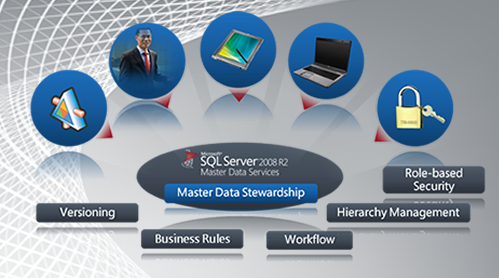 Microsoft
SQL Server 2008 R2
Master Data Services
Master Data Stewardship
Role-based
Security
Versioning
Hierarchy Management
Business Rules
Workflow